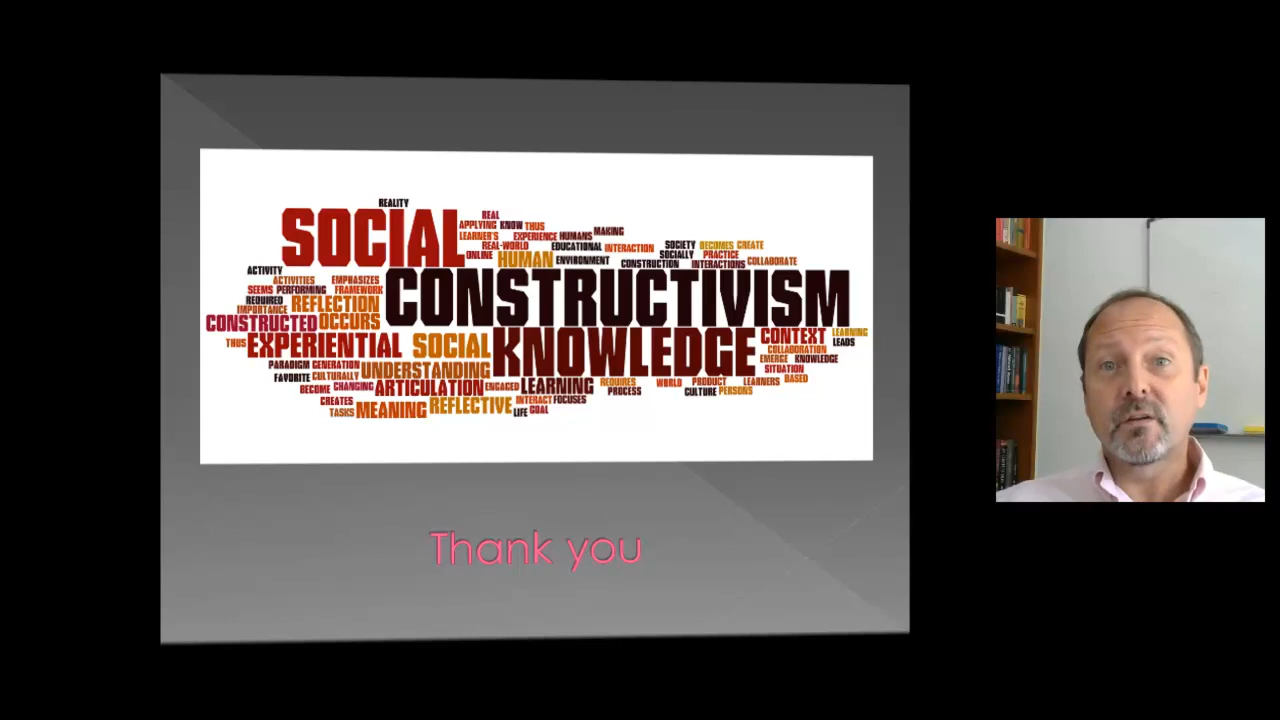 REALITY
SOCIAL
REAL
APPLYING KNOW THUS
LEARNER'S EXPERIENCE HUMANS MAKING
REAL-WORLD EDUCATIONAL INTERACTION SOCIETY BECOMES CREATE
ONLINE HUMAN ENVIRONMENT SOCIALLY PRACTICE
CONSTRUCTION INTERACTIONS COLLABORATE
ACTIVITY
ACTIVITIES EMPHASIZES
SEEMS PERFORMING FRAMEWORK
CONSTRUCTIVISM
REQUIRED REFLECTION
IMPORTANCE
CONSTRUCTED OCCURS
THUS EXPERIENTIAL SOCIAL KNOWLEDGE CONTEXT LEARNING
LEADS
COLLABORATION
EMERGE KNOWLEDGE
PARADIGM GENERATION UNDERSTANDING SITUATION
FAVORITE CULTURALLY LEARNERS BASED
BECOME CHANGING ARTICULATION ENGAGED LEARNING REQUIRES WORLD PRODUCT
PROCESS CULTURE PERSONS
CREATES REFLECTIVE INTERACT FOCUSES
TASKS MEANING LIFE GOAL
Thank you